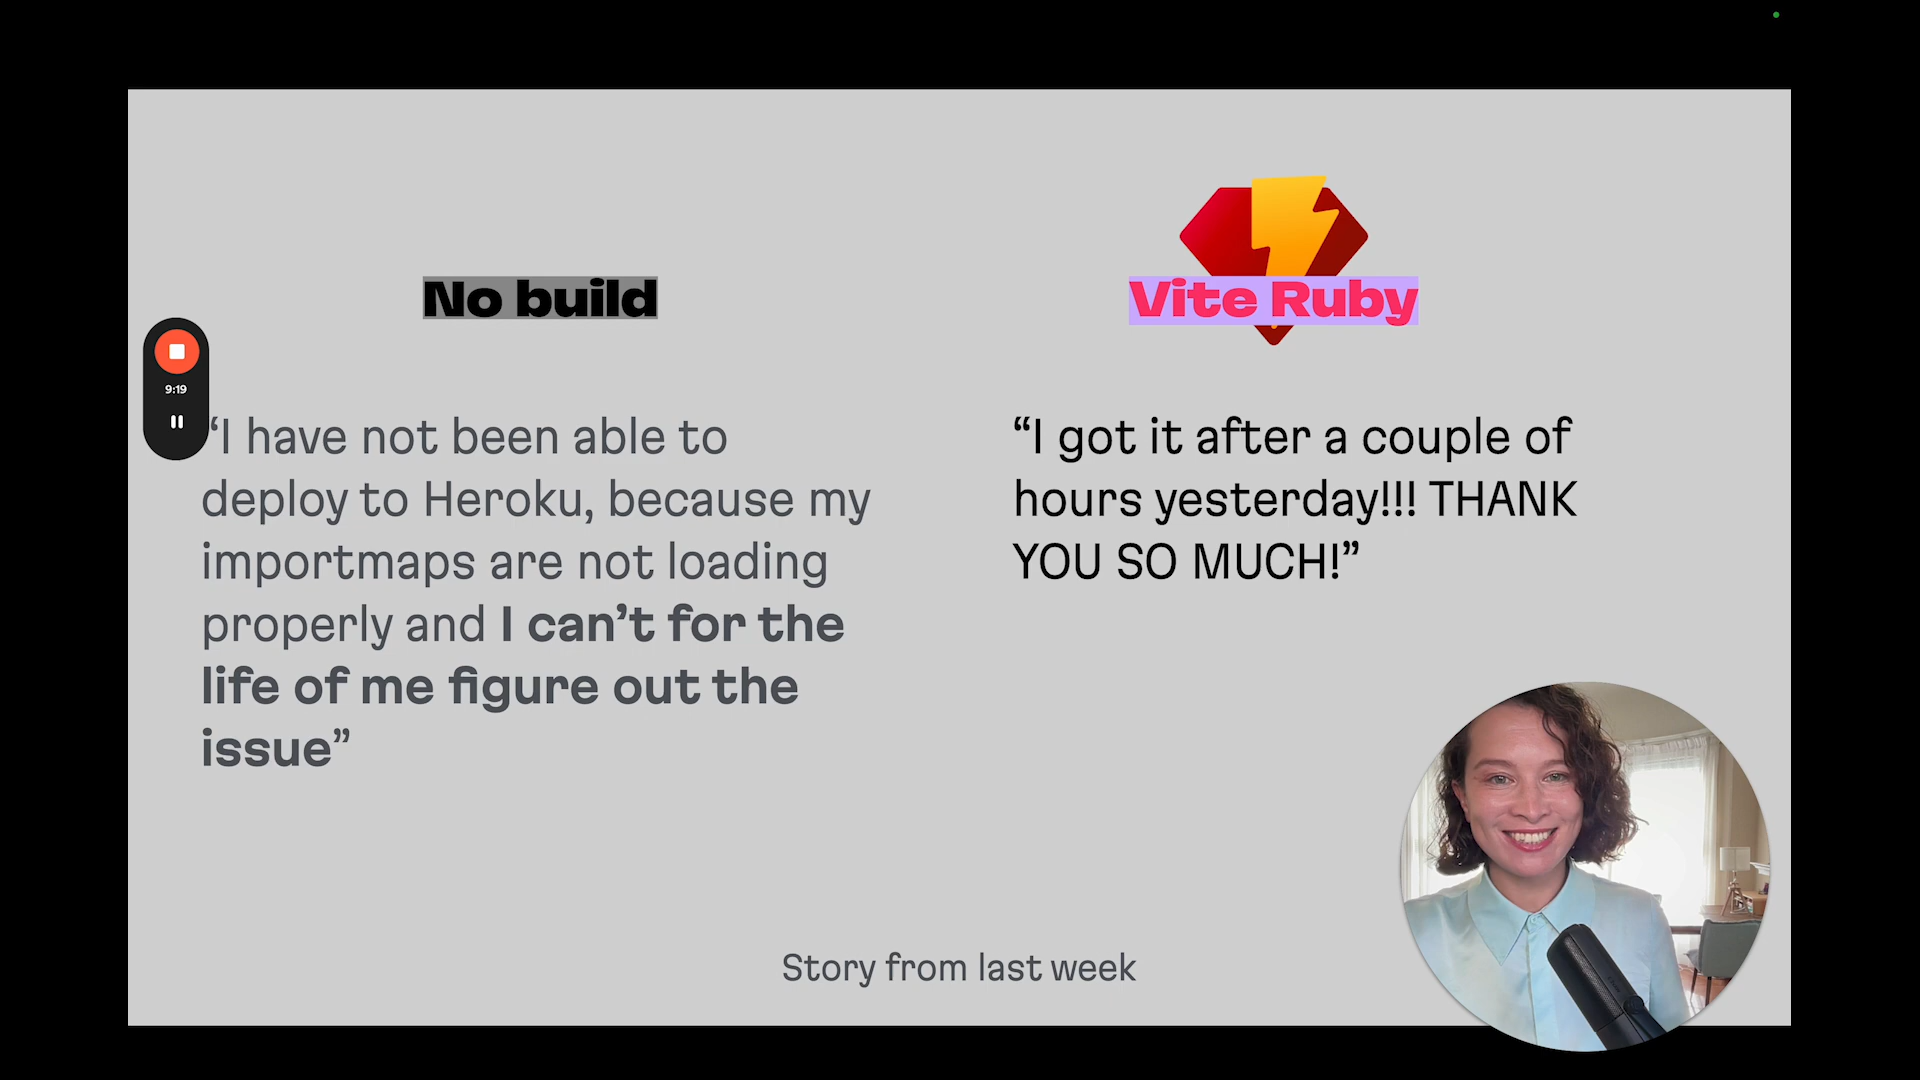 No build
Vite Ruby
9:19
“I have not been able to
deploy to Heroku, because my
importmaps are not loading
properly and I can’t for the
life of me figure out the
issue”
“I got it after a couple of
hours yesterday!!! THANK
YOU SO MUCH!”
Story from last week